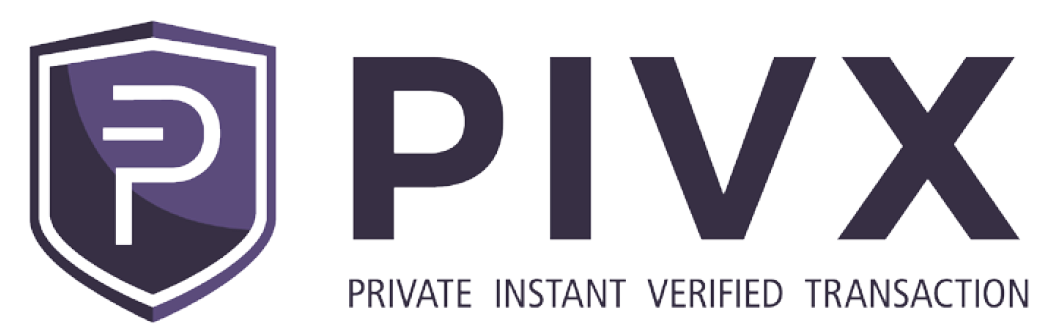 P
PIVX
PRIVATE INSTANT VERIFIED TRANSACTION